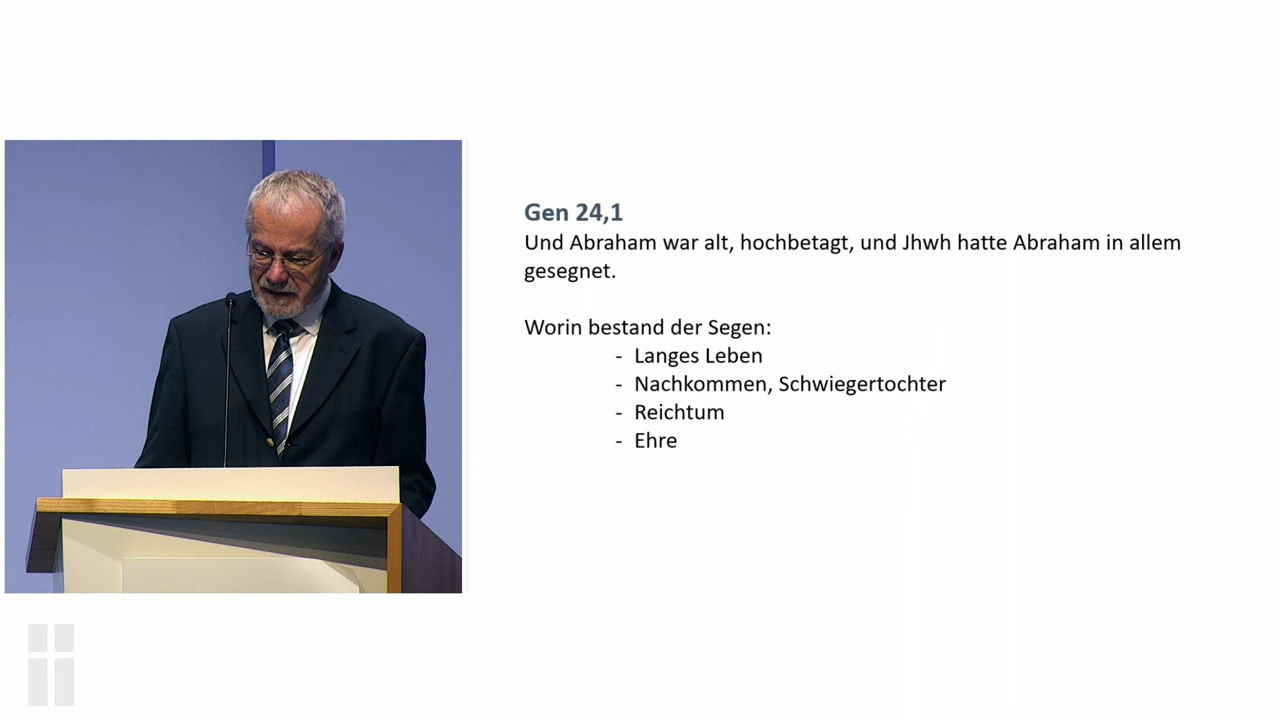 Gen 24,1
Und Abraham war alt, hochbetagt, und Jhwh hatte Abraham in allem
gesegnet.
Worin bestand der Segen:
- Langes Leben
- Nachkommen, Schwiegertochter
- Reichtum
- Ehre